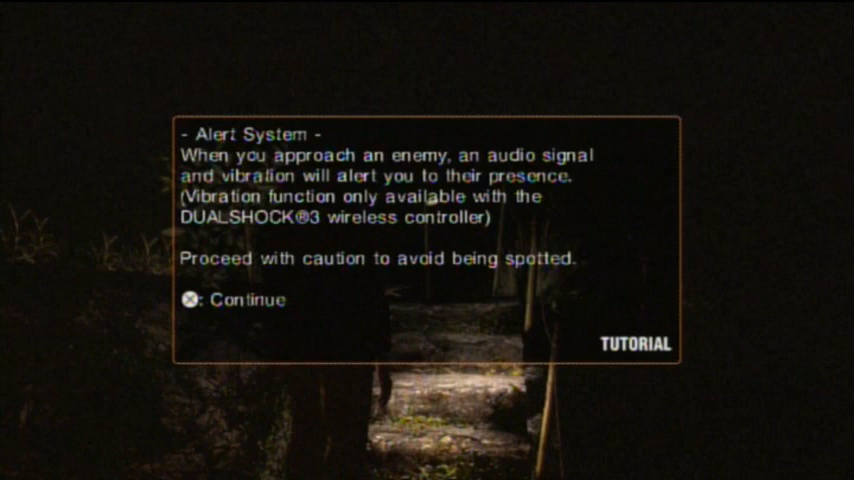 - Alert System -
When you approach an enemy, an audio signal
and vibration will alert you to their presence.
(Vibration function only available with the
DUALSHOCK®3 wireless controller)
Proceed with caution to avoid being spotted.
Ⓧ: Continue
TUTORIAL